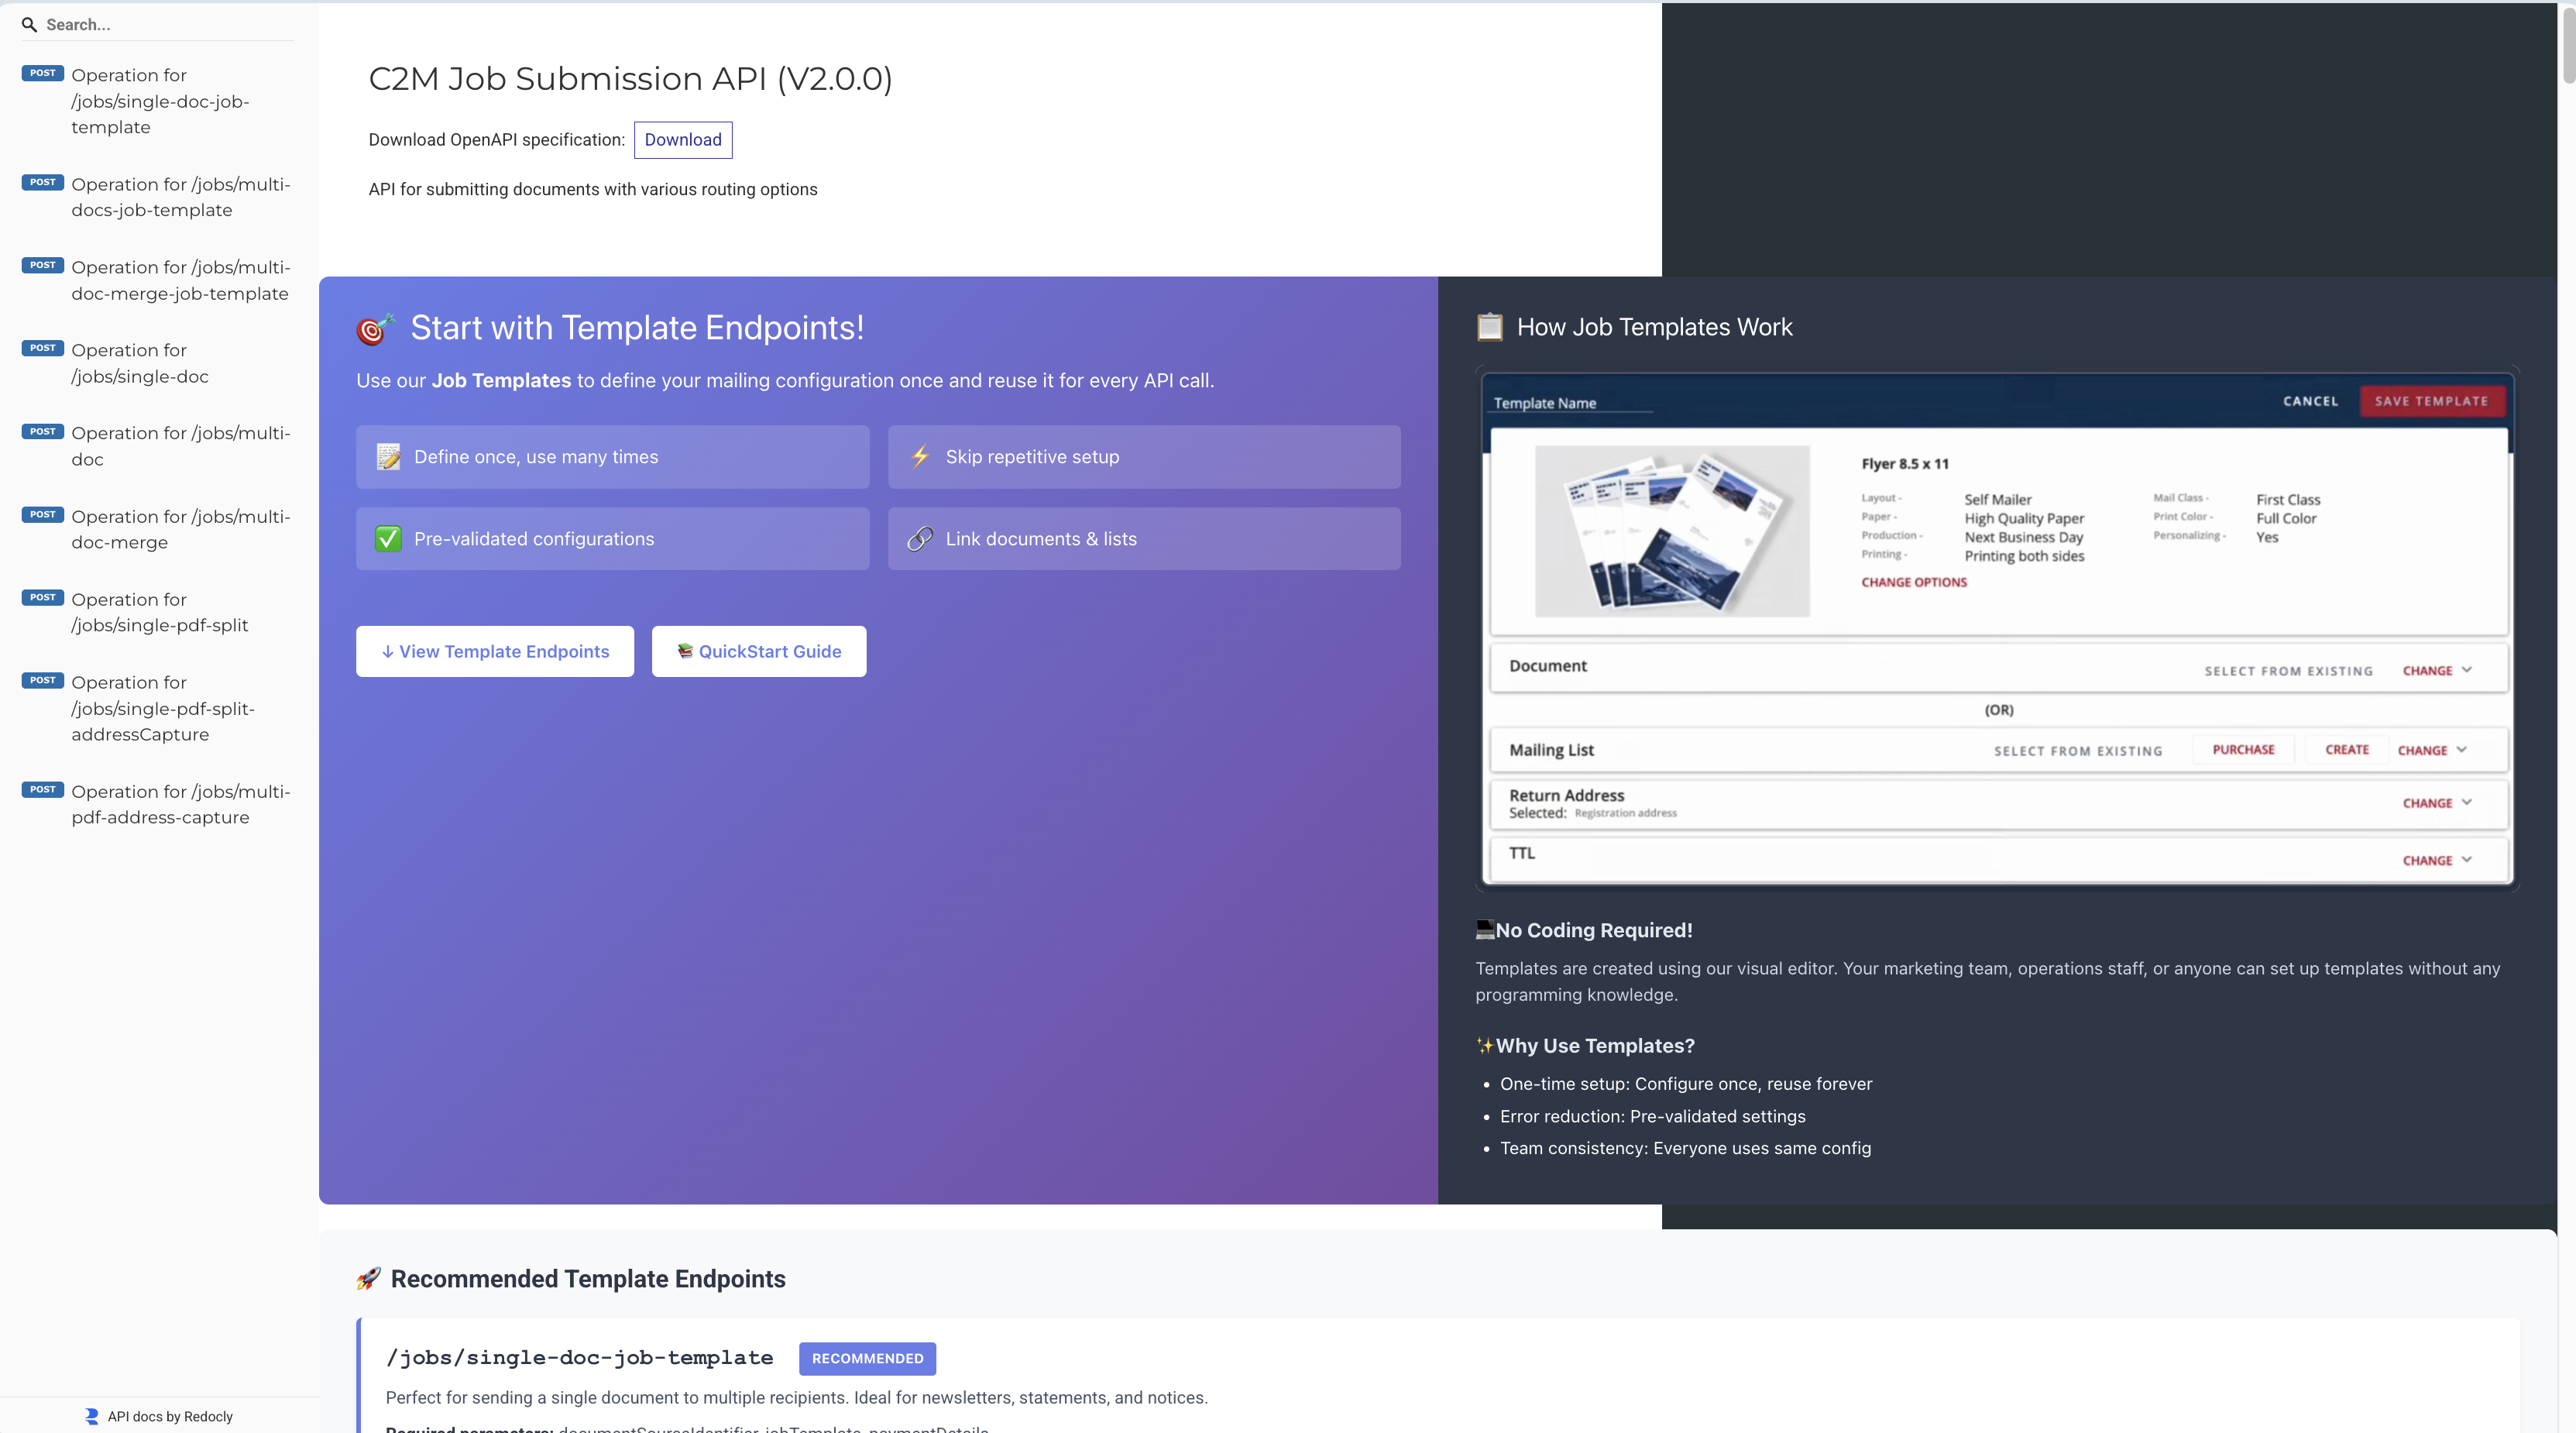 Search...
POST Operation for
/jobs/single-doc-job-
template
POST Operation for /jobs/multi-
docs-job-template
POST Operation for /jobs/multi-
doc-merge-job-template
POST Operation for
/jobs/single-doc
POST Operation for /jobs/multi-
doc
POST Operation for /jobs/multi-
doc-merge
POST Operation for
/jobs/single-pdf-split
POST Operation for
/jobs/single-pdf-split-
addressCapture
POST Operation for /jobs/multi-
pdf-address-capture
API docs by Redocly
C2M Job Submission API (V2.0.0)
Download OpenAPI specification: Download
API for submitting documents with various routing options
🎯 Start with Template Endpoints!
Use our Job Templates to define your mailing configuration once and reuse it for every API call.
📝 Define once, use many times
⚡ Skip repetitive setup
✅ Pre-validated configurations
🔗 Link documents & lists
↓ View Template Endpoints
📚 QuickStart Guide
📋 How Job Templates Work
Template Name
CANCEL
SAVE TEMPLATE
Flyer 8.5 x 11
Layout - Self Mailer
Paper - High Quality Paper
Production - Next Business Day
Printing - Printing both sides
Mail Class - First Class
Print Color - Full Color
Personalizing - Yes
CHANGE OPTIONS
Document SELECT FROM EXISTING CHANGE
(OR)
Mailing List SELECT FROM EXISTING PURCHASE CREATE CHANGE
Return Address
Selected: Registration address CHANGE
TTL CHANGE
💻No Coding Required!
Templates are created using our visual editor. Your marketing team, operations staff, or anyone can set up templates without any
programming knowledge.
✨Why Use Templates?
• One-time setup: Configure once, reuse forever
• Error reduction: Pre-validated settings
• Team consistency: Everyone uses same config
🚀 Recommended Template Endpoints
/jobs/single-doc-job-template RECOMMENDED
Perfect for sending a single document to multiple recipients. Ideal for newsletters, statements, and notices.
Required parameters: documentSourceIdentifier, jobTemplate, paymentDetails